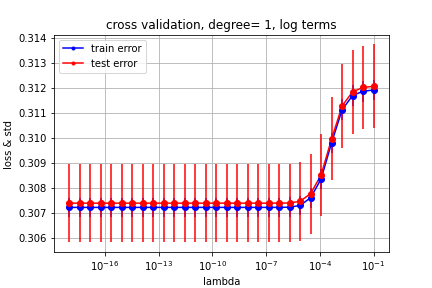 cross validation, degree= 1, log terms
0.314
0.313
0.312
0.311
0.310
0.309
0.308
0.307
0.306
loss & std
train error
test error
10⁻¹⁶ 10⁻¹³ 10⁻¹⁰ 10⁻⁷ 10⁻⁴ 10⁻¹
lambda